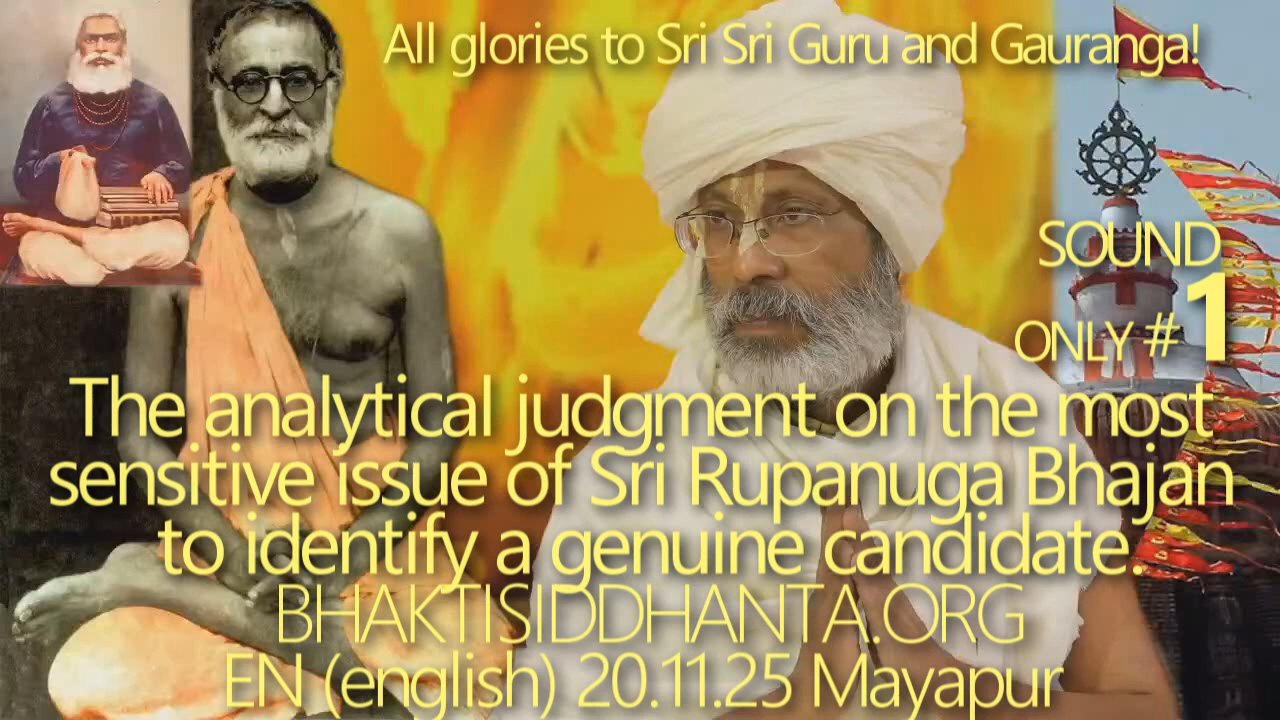 All glories to Sri Sri Guru and Gauranga!
SOUND
ONLY #1
The analytical judgment on the most
sensitive issue of Sri Rupanuga Bhajan
to identify a genuine candidate.
BHAKTISIDDHANTA.ORG
EN (english) 20.11.25 Mayapur